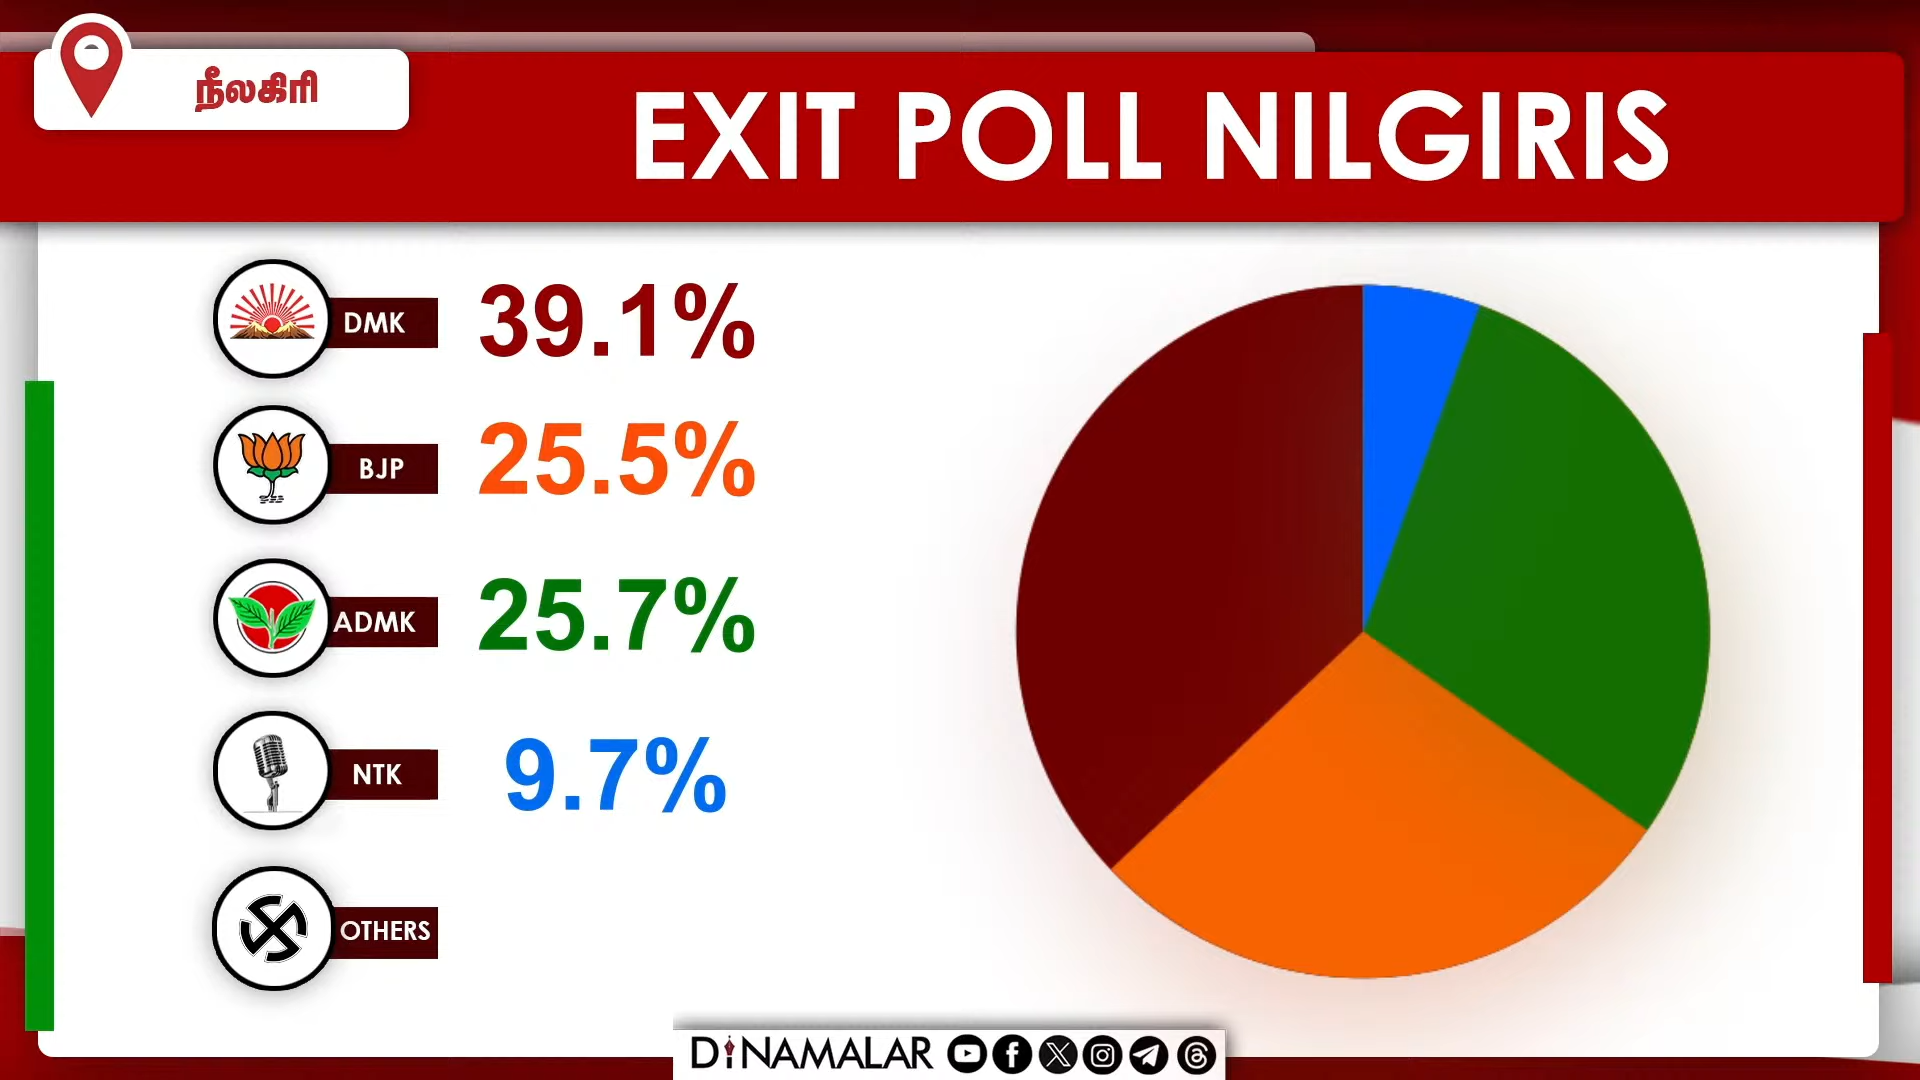 நீலகிரி
EXIT POLL NILGIRIS
DMK 39.1%
BJP 25.5%
ADMK 25.7%
NTK 9.7%
OTHERS
DINAMALAR